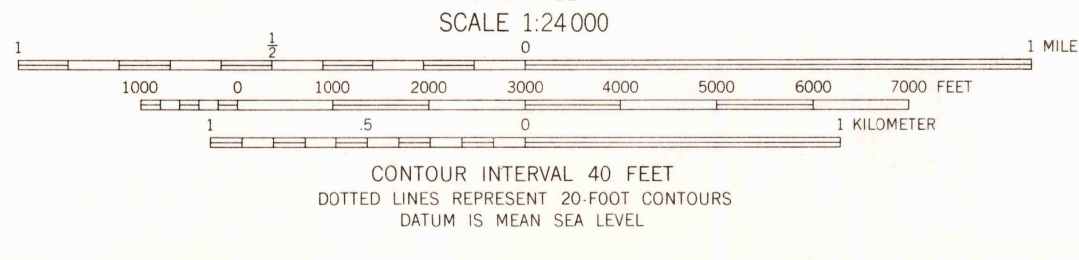 SCALE 1:24 000
1 ½ 0 1 MILE
1000 0 1000 2000 3000 4000 5000 6000 7000 FEET
1 .5 0 1 KILOMETER
CONTOUR INTERVAL 40 FEET
DOTTED LINES REPRESENT 20-FOOT CONTOURS
DATUM IS MEAN SEA LEVEL